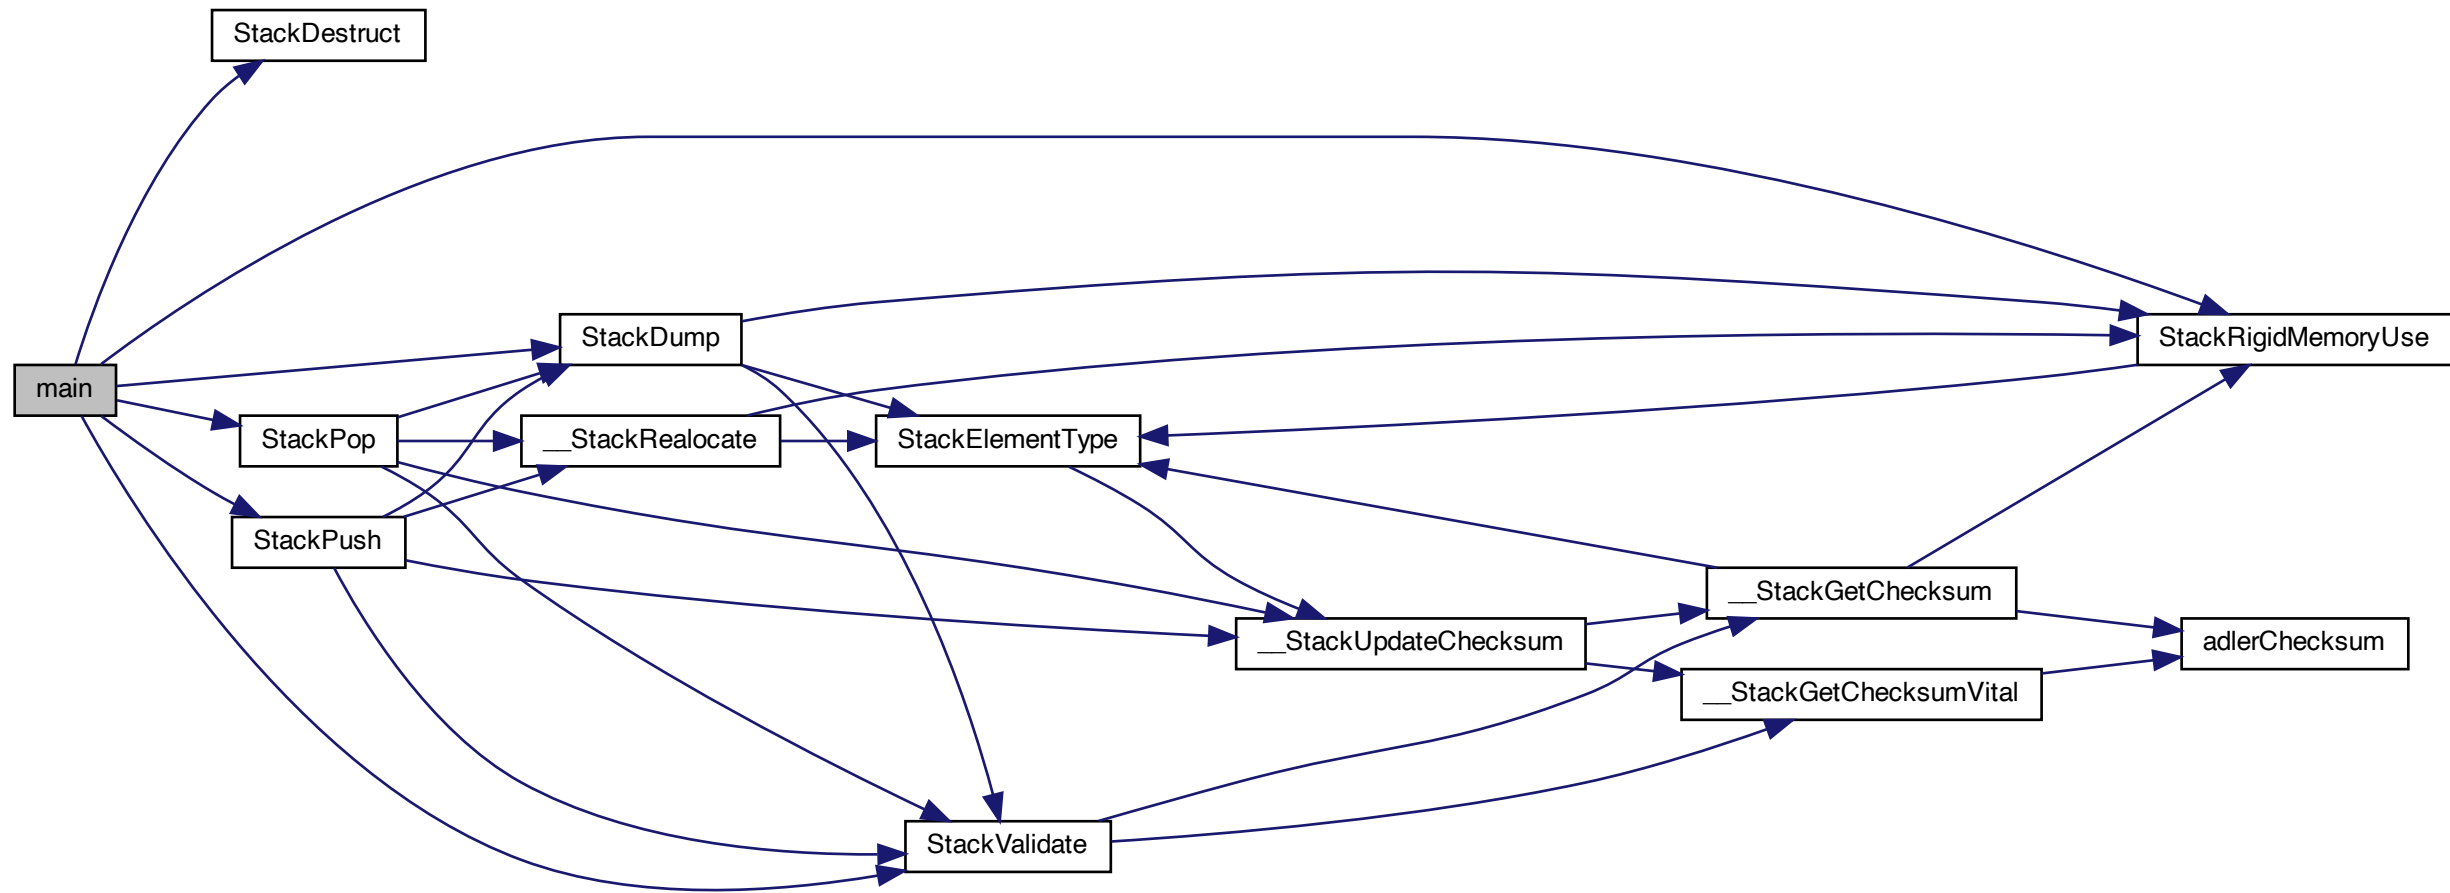 StackDestruct
StackDump
StackRigidMemoryUse
main
StackPop
__StackRealocate
StackElementType
StackPush
__StackGetChecksum
__StackUpdateChecksum
adlerChecksum
__StackGetChecksumVital
StackValidate